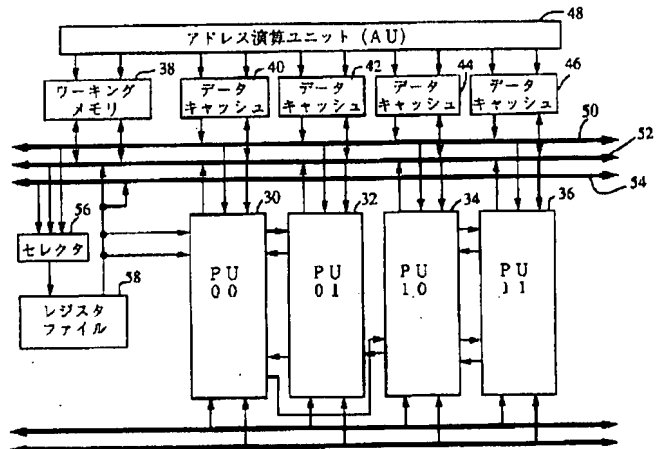 アドレス演算ユニット(AU)
48
38
40
42
44
46
ワーキング
メモリ
データ
キャッシュ
データ
キャッシュ
データ
キャッシュ
データ
キャッシュ
50
52
54
56
30
32
34
36
セレクタ
58
レジスタ
ファイル
PU
00
PU
01
PU
10
PU
11